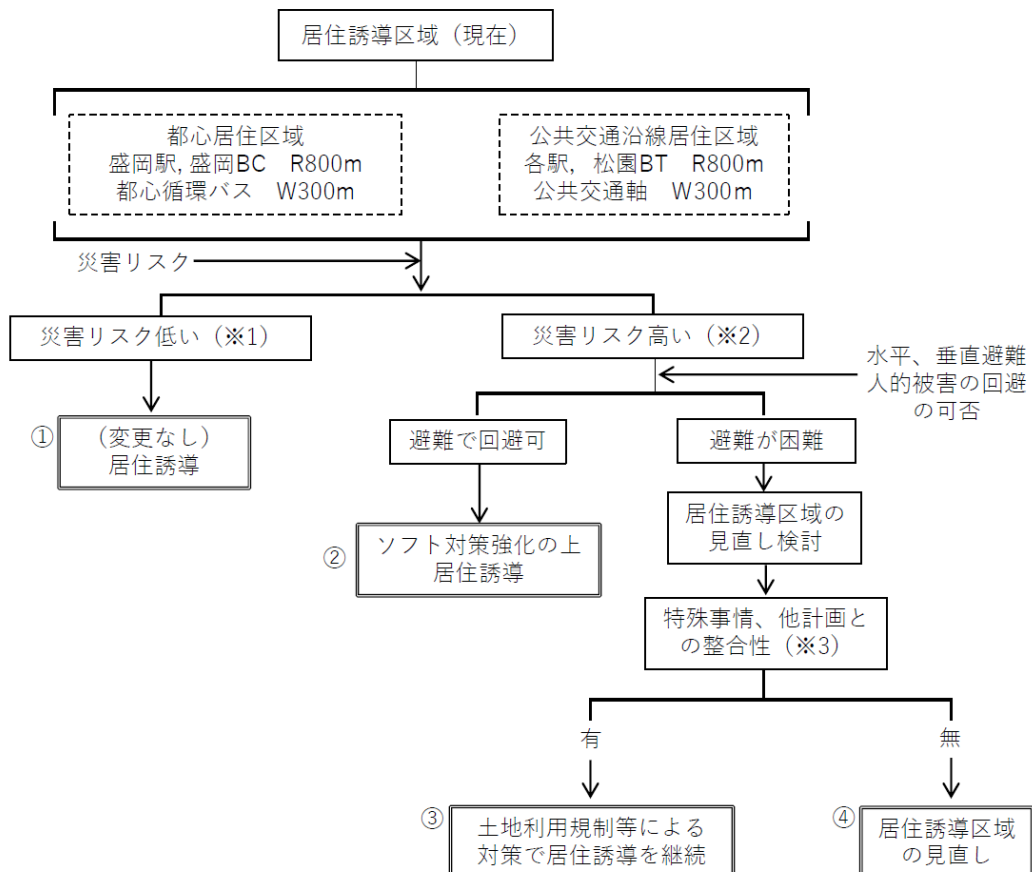 居住誘導区域（現在）
都心居住区域
盛岡駅, 盛岡BC　R800m
都心循環バス　W300m
公共交通沿線居住区域
各駅, 松園BT　R800m
公共交通軸　W300m
災害リスク
災害リスク低い（※1）
災害リスク高い（※2）
水平、垂直避難
人的被害の回避
の可否
①
（変更なし）
居住誘導
避難で回避可
避難が困難
②
ソフト対策強化の上
居住誘導
居住誘導区域の
見直し検討
特殊事情、他計画と
の整合性（※3）
有
無
③
土地利用規制等による
対策で居住誘導を継続
④
居住誘導区域
の見直し